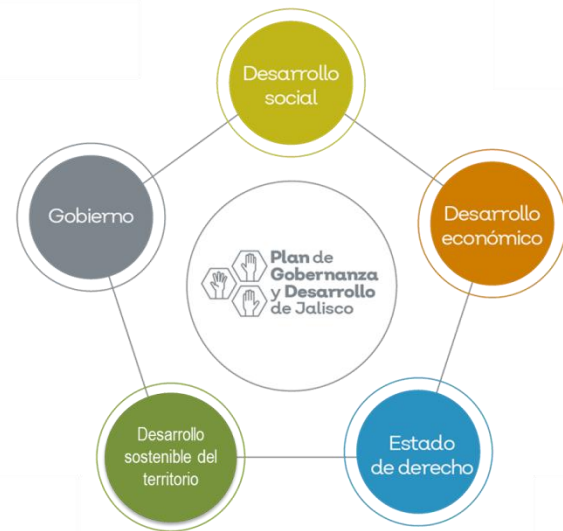 Desarrollo
social
Gobierno
Desarrollo
económico
Plan de
Gobernanza
y Desarrollo
de Jalisco
Desarrollo
sostenible del
territorio
Estado
de derecho